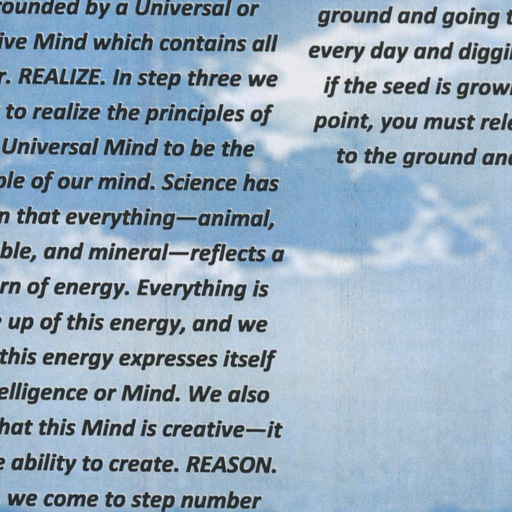 ounded by a Universal or
ive Mind which contains all
r. REALIZE. In step three we
to realize the principles of
Universal Mind to be the
ple of our mind. Science has
n that everything—animal,
ble, and mineral—reflects a
rn of energy. Everything is
up of this energy, and we
this energy expresses itself
elligence or Mind. We also
hat this Mind is creative—it
e ability to create. REASON.
we come to step number
ground and going t
every day and diggi
if the seed is grow
point, you must rele
to the ground an